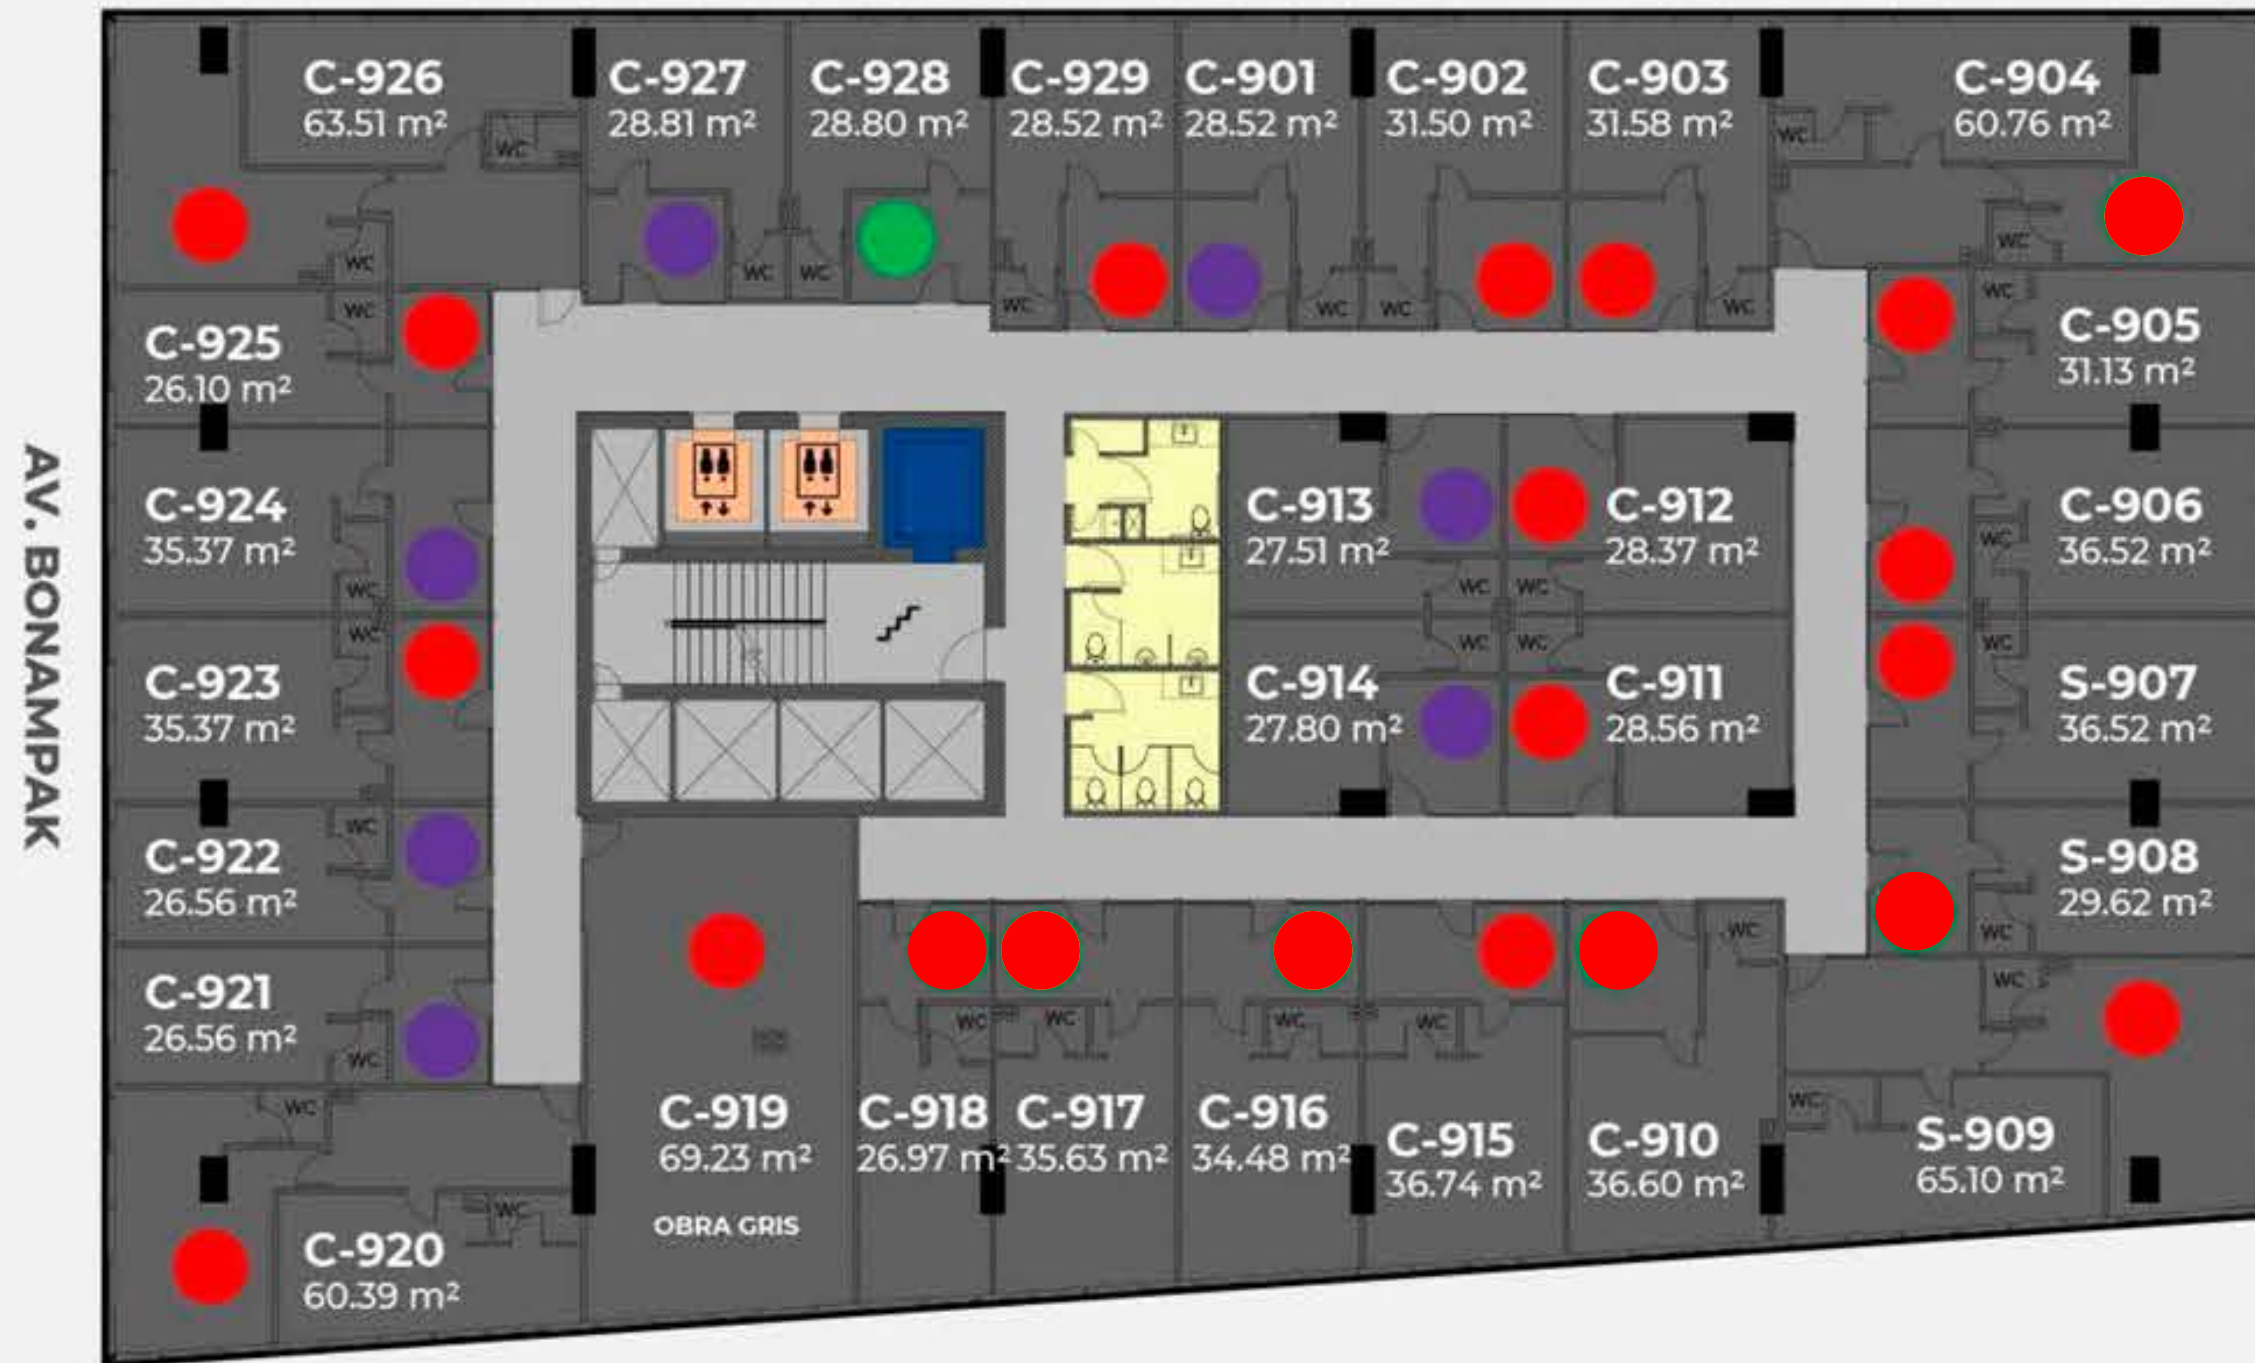 C-926
63.51 m²
C-927
28.81 m²
C-928
28.80 m²
C-929
28.52 m²
C-901
28.52 m²
C-902
31.50 m²
C-903
31.58 m²
C-904
60.76 m²
WC
WC
WC
WC
WC
WC
WC
WC
WC
WC
WC
C-925
26.10 m²
WC
WC
C-905
31.13 m²
AV. BONAMPAK
C-924
35.37 m²
WC
C-913
27.51 m²
C-912
28.37 m²
WC
WC
C-906
36.52 m²
WC
C-923
35.37 m²
WC
C-914
27.80 m²
WC
WC
C-911
28.56 m²
WC
S-907
36.52 m²
C-922
26.56 m²
WC
S-908
29.62 m²
WC
C-921
26.56 m²
WC
WC
WC
WC
WC
WC
WC
C-919
69.23 m²
OBRA GRIS
C-918
26.97 m²
C-917
35.63 m²
C-916
34.48 m²
C-915
36.74 m²
C-910
36.60 m²
WC
S-909
65.10 m²
WC
WC
C-920
60.39 m²